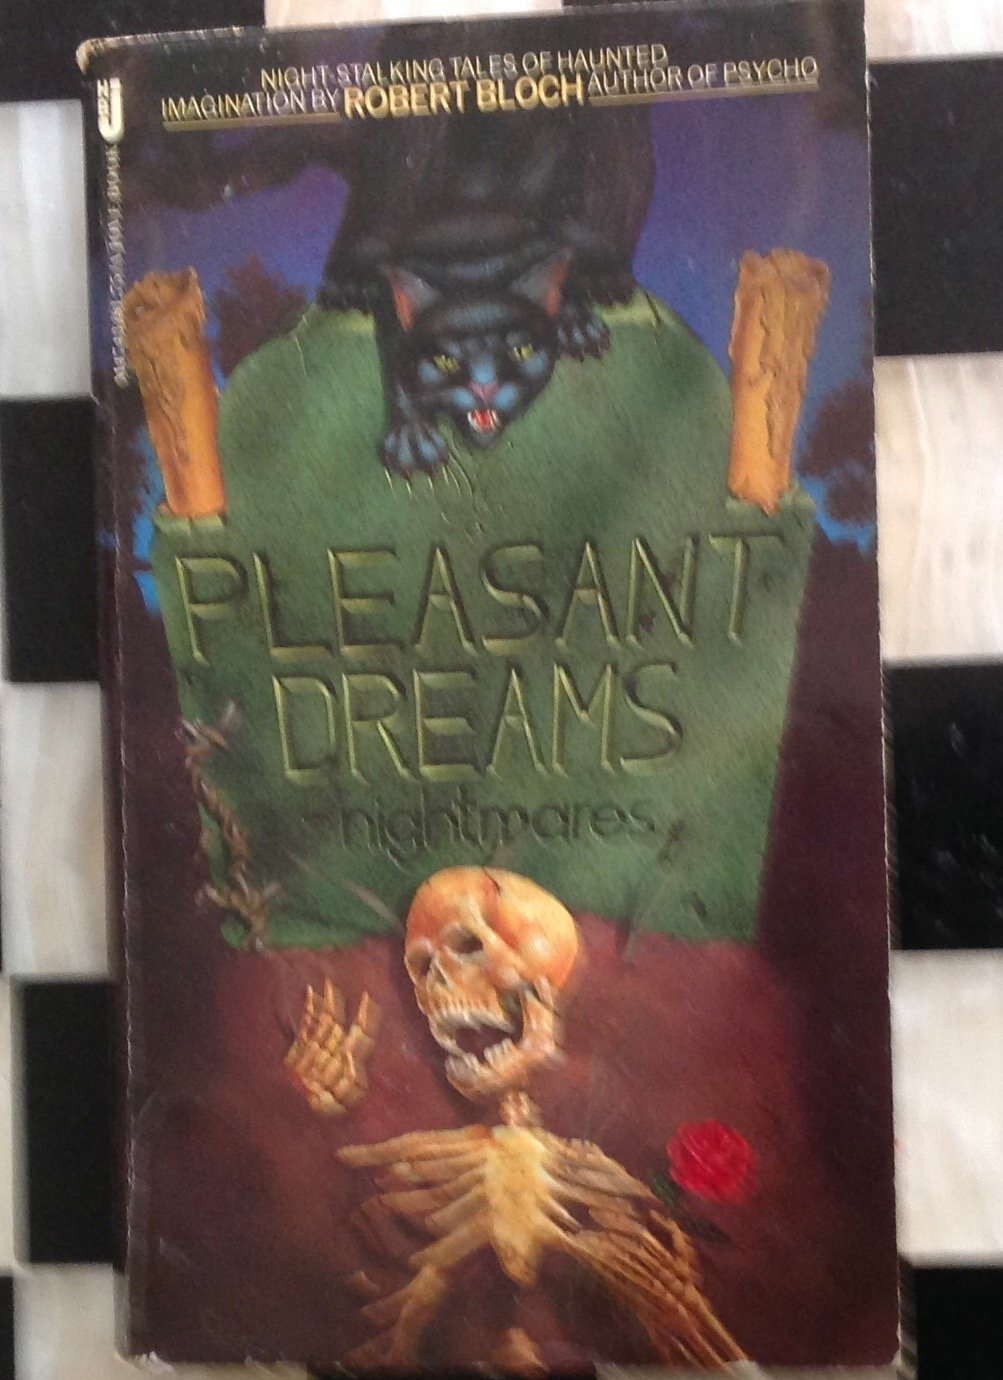 NIGHT-STALKING TALES OF HAUNTED
IMAGINATION BY ROBERT BLOCH AUTHOR OF PSYCHO
PLEASANT
DREAMS
nightmares